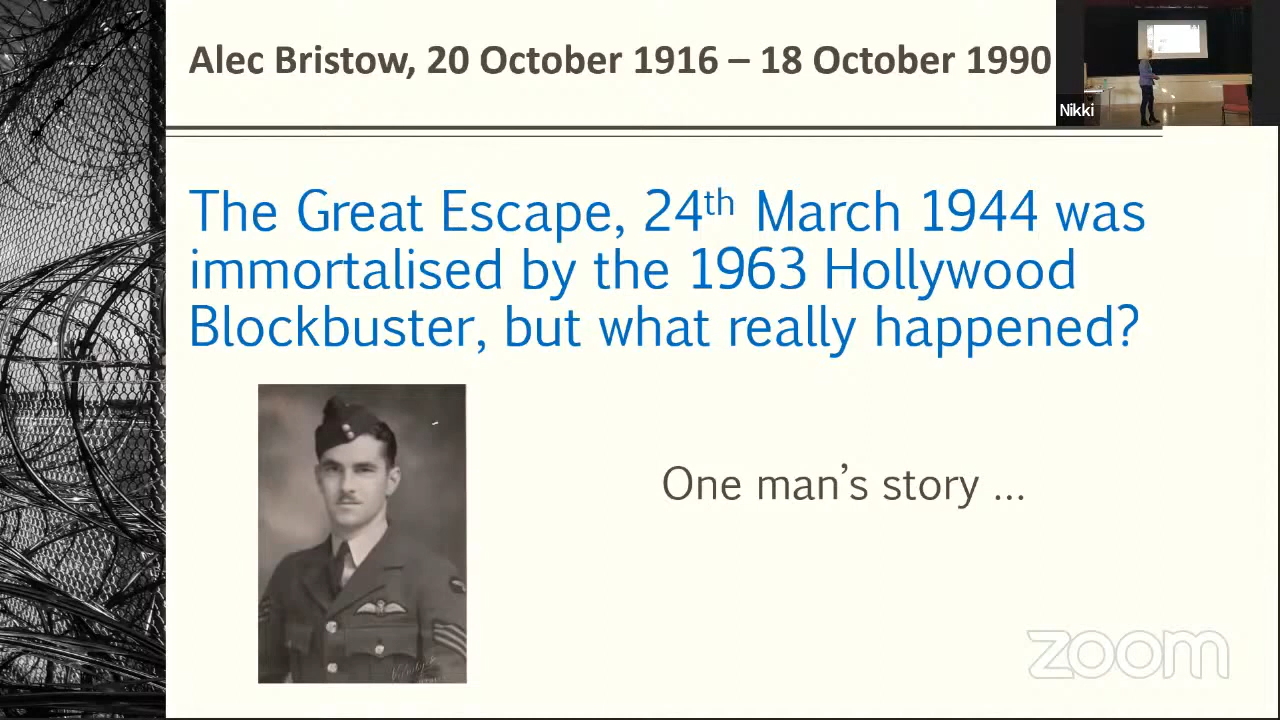 Alec Bristow, 20 October 1916 – 18 October 1990
Nikki
The Great Escape, 24th March 1944 was
immortalised by the 1963 Hollywood
Blockbuster, but what really happened?
One man's story ...
zoom